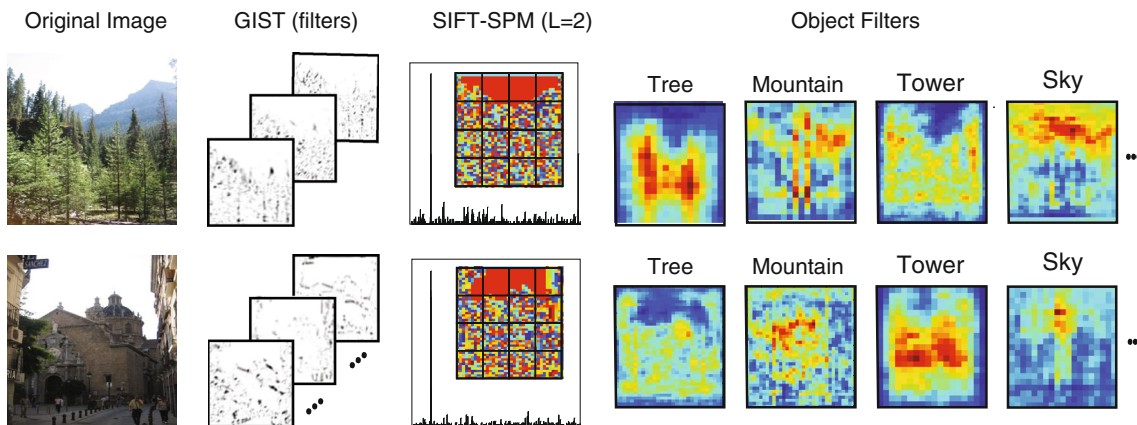 Original Image
GIST (filters)
SIFT-SPM (L=2)
Object Filters
Tree
Mountain
Tower
Sky
Tree
Mountain
Tower
Sky